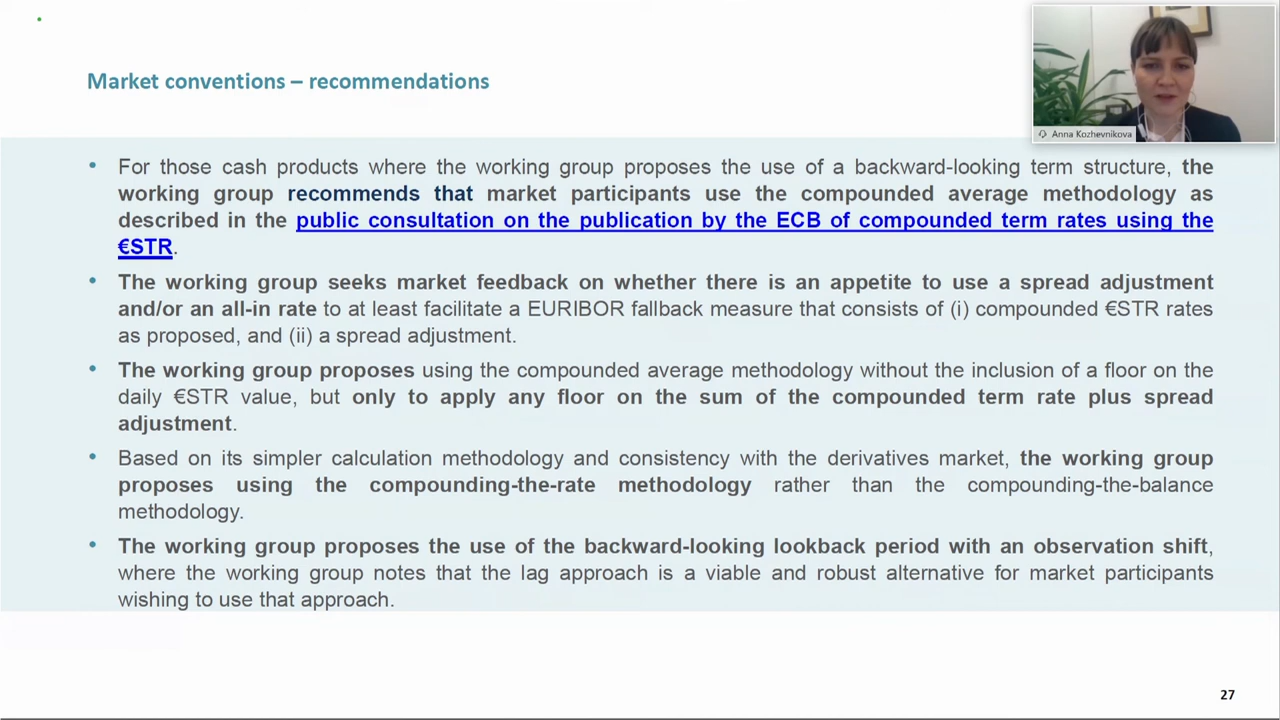 Market conventions – recommendations
Anna Kozhevnikova
• For those cash products where the working group proposes the use of a backward-looking term structure, the
working group recommends that market participants use the compounded average methodology as
described in the public consultation on the publication by the ECB of compounded term rates using the
€STR.
• The working group seeks market feedback on whether there is an appetite to use a spread adjustment
and/or an all-in rate to at least facilitate a EURIBOR fallback measure that consists of (i) compounded €STR rates
as proposed, and (ii) a spread adjustment.
• The working group proposes using the compounded average methodology without the inclusion of a floor on the
daily €STR value, but only to apply any floor on the sum of the compounded term rate plus spread
adjustment.
• Based on its simpler calculation methodology and consistency with the derivatives market, the working group
proposes using the compounding-the-rate methodology rather than the compounding-the-balance
methodology.
• The working group proposes the use of the backward-looking lookback period with an observation shift,
where the working group notes that the lag approach is a viable and robust alternative for market participants
wishing to use that approach.
27